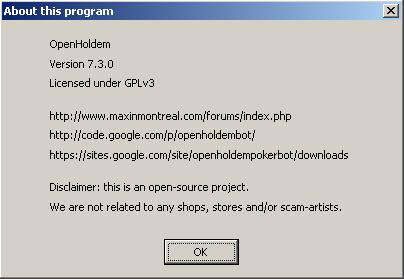 About this program
OpenHoldem
Version 7.3.0
Licensed under GPLv3
http://www.maxinmontreal.com/forums/index.php
http://code.google.com/p/openholdembot/
https://sites.google.com/site/openholdempokerbot/downloads
Disclaimer: this is an open-source project.
We are not related to any shops, stores and/or scam-artists.
OK